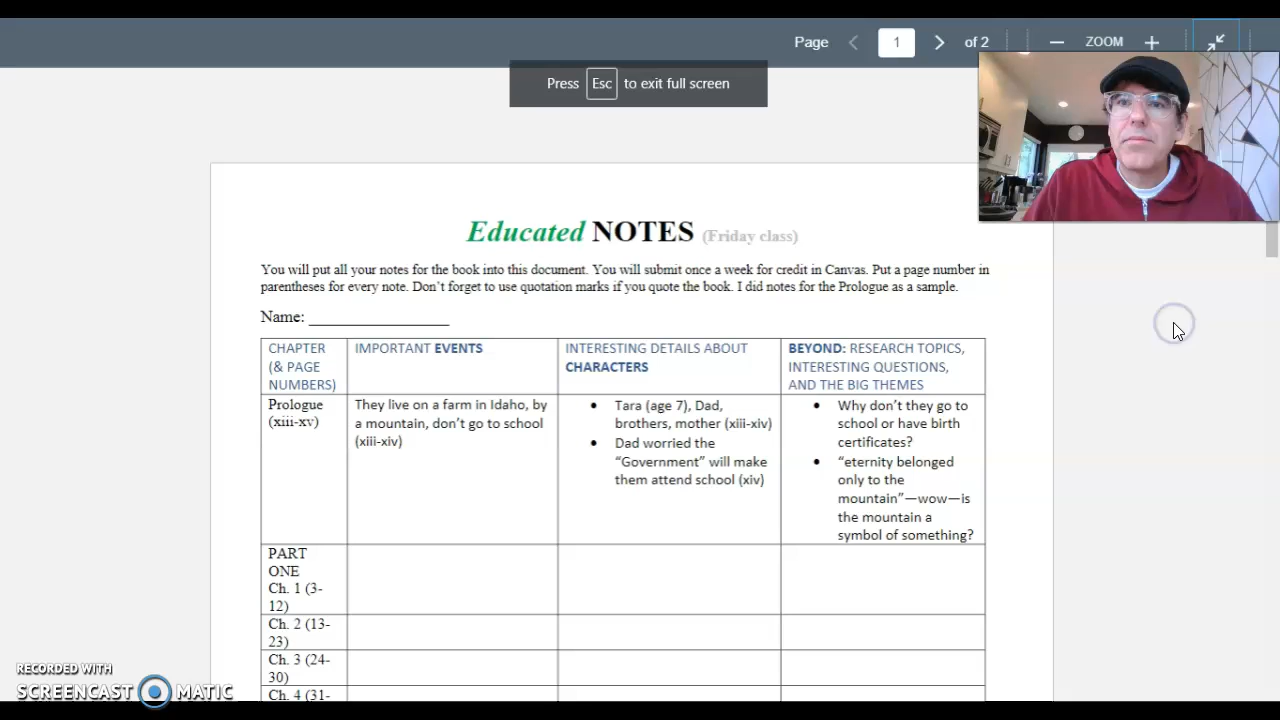 Page 1 of 2 ZOOM
Press Esc to exit full screen
Educated NOTES (Friday class)
You will put all your notes for the book into this document. You will submit once a week for credit in Canvas. Put a page number in
parentheses for every note. Don't forget to use quotation marks if you quote the book. I did notes for the Prologue as a sample.
Name: _______________
CHAPTER
(& PAGE
NUMBERS)
IMPORTANT EVENTS
INTERESTING DETAILS ABOUT
CHARACTERS
BEYOND: RESEARCH TOPICS,
INTERESTING QUESTIONS,
AND THE BIG THEMES
Prologue
(xiii-xv)
They live on a farm in Idaho, by
a mountain, don't go to school
(xiii-xiv)
• Tara (age 7), Dad,
brothers, mother (xiii-xiv)
• Dad worried the
"Government" will make
them attend school (xiv)
• Why don't they go to
school or have birth
certificates?
• "eternity belonged
only to the
mountain"—wow—is
the mountain a
symbol of something?
PART
ONE
Ch. 1 (3-
12)
Ch. 2 (13-
23)
Ch. 3 (24-
30)
Ch. 4 (31-
RECORDED WITH
SCREENCAST MATIC